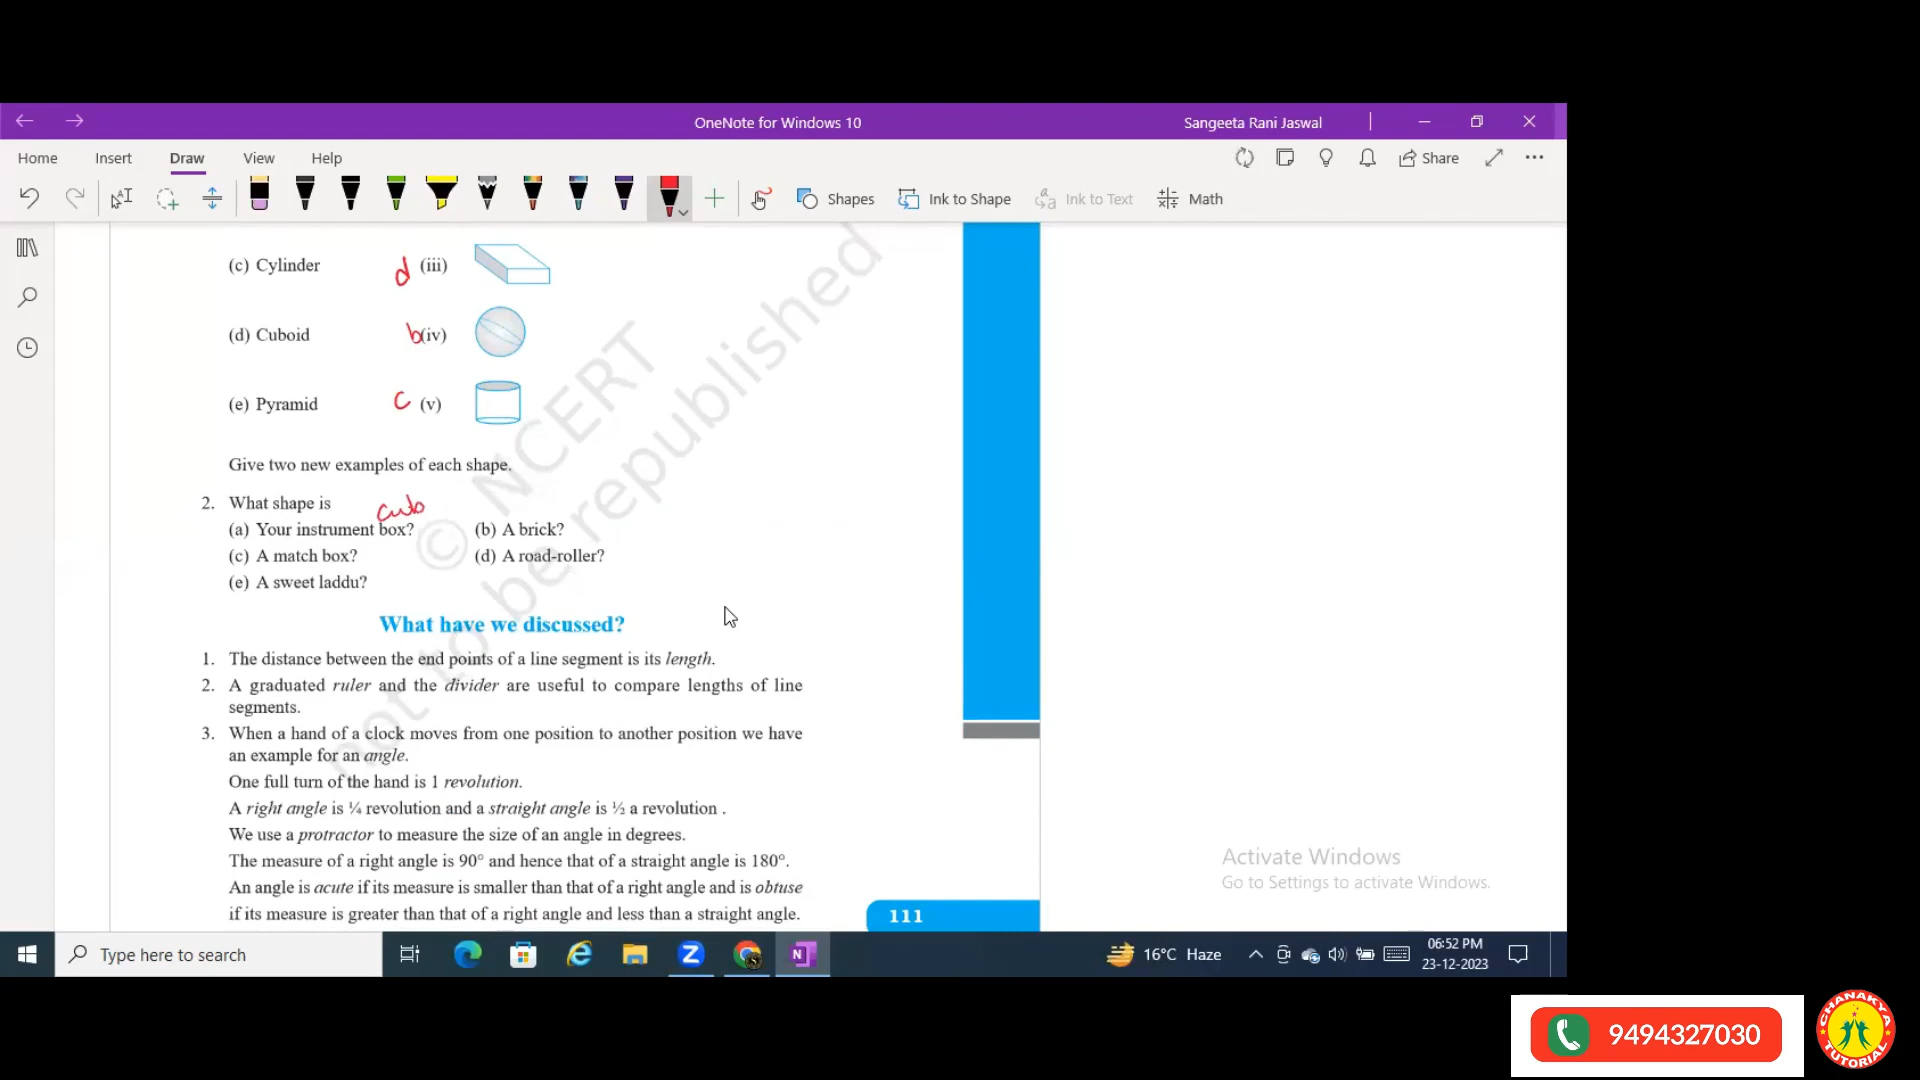 OneNote for Windows 10
Sangeeta Rani Jaswal
Home Insert Draw View Help
Share
Shapes Ink to Shape Ink to Text Math
(c) Cylinder d (iii)
(d) Cuboid b (iv)
(e) Pyramid c (v)
Give two new examples of each shape.
2. What shape is
cub
(a) Your instrument box? (b) A brick?
(c) A match box? (d) A road-roller?
(e) A sweet laddu?
What have we discussed?
1. The distance between the end points of a line segment is its length.
2. A graduated ruler and the divider are useful to compare lengths of line
segments.
3. When a hand of a clock moves from one position to another position we have
an example for an angle.
One full turn of the hand is 1 revolution.
A right angle is ¼ revolution and a straight angle is ½ a revolution .
We use a protractor to measure the size of an angle in degrees.
The measure of a right angle is 90° and hence that of a straight angle is 180°.
An angle is acute if its measure is smaller than that of a right angle and is obtuse
if its measure is greater than that of a right angle and less than a straight angle.
111
© NCERT
not to be republished
Activate Windows
Go to Settings to activate Windows.
Type here to search
16°C Haze
06:52 PM
23-12-2023
9494327030
CHANAKYA
TUTORIAL